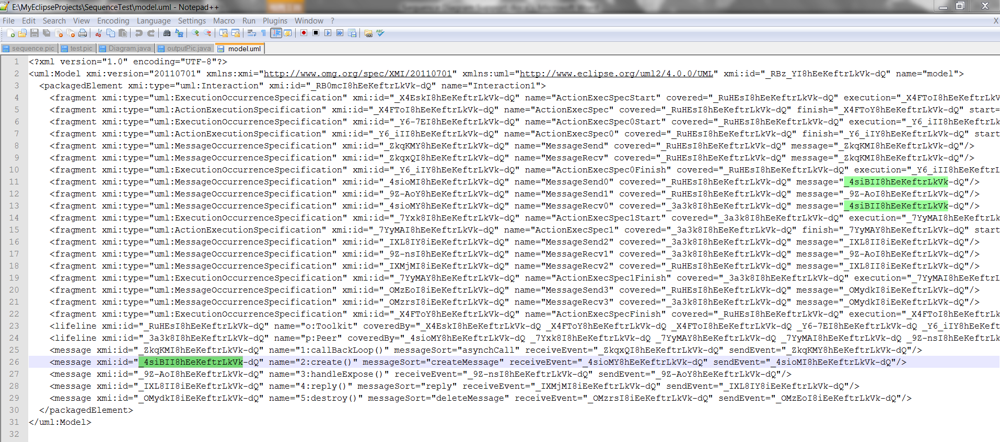 E:\MyEclipseProjects\SequenceTest\model.uml - Notepad++
File Edit Search View Encoding Language Settings Macro Run Plugins Window ? X
sequence.pic test.pic Diagram.java outputPic.java model.uml
1 <?xml version="1.0" encoding="UTF-8"?>
2 <uml:Model xmi:version="20110701" xmlns:xmi="http://www.omg.org/spec/XMI/20110701" xmlns:uml="http://www.eclipse.org/uml2/4.0.0/UML" xmi:id="_RBz_YI8hEeKeftrLkVk-dQ" name="model">
3 <packagedElement xmi:type="uml:Interaction" xmi:id="_RB0mcI8hEeKeftrLkVk-dQ" name="Interaction1">
4 <fragment xmi:type="uml:ExecutionOccurrenceSpecification" xmi:id="_X4EskI8hEeKeftrLkVk-dQ" name="ActionExecSpecStart" covered="_RuHEsI8hEeKeftrLkVk-dQ" execution="_X4FToI8hEeKeftrLkV
5 <fragment xmi:type="uml:ActionExecutionSpecification" xmi:id="_X4FToI8hEeKeftrLkVk-dQ" name="ActionExecSpec" covered="_RuHEsI8hEeKeftrLkVk-dQ" finish="_X4FToY8hEeKeftrLkVk-dQ" start=
6 <fragment xmi:type="uml:ExecutionOccurrenceSpecification" xmi:id="_Y6-7EI8hEeKeftrLkVk-dQ" name="ActionExecSpec0Start" covered="_RuHEsI8hEeKeftrLkVk-dQ" execution="_Y6_iII8hEeKeftrLk
7 <fragment xmi:type="uml:ActionExecutionSpecification" xmi:id="_Y6_iII8hEeKeftrLkVk-dQ" name="ActionExecSpec0" covered="_RuHEsI8hEeKeftrLkVk-dQ" finish="_Y6_iIY8hEeKeftrLkVk-dQ" start
8 <fragment xmi:type="uml:MessageOccurrenceSpecification" xmi:id="_ZkqKMY8hEeKeftrLkVk-dQ" name="MessageSend" covered="_RuHEsI8hEeKeftrLkVk-dQ" message="_ZkqKMI8hEeKeftrLkVk-dQ"/>
9 <fragment xmi:type="uml:MessageOccurrenceSpecification" xmi:id="_ZkqxQI8hEeKeftrLkVk-dQ" name="MessageRecv" covered="_RuHEsI8hEeKeftrLkVk-dQ" message="_ZkqKMI8hEeKeftrLkVk-dQ"/>
10 <fragment xmi:type="uml:ExecutionOccurrenceSpecification" xmi:id="_Y6_iIY8hEeKeftrLkVk-dQ" name="ActionExecSpec0Finish" covered="_RuHEsI8hEeKeftrLkVk-dQ" execution="_Y6_iII8hEeKeftrL
11 <fragment xmi:type="uml:MessageOccurrenceSpecification" xmi:id="_4sioMI8hEeKeftrLkVk-dQ" name="MessageSend0" covered="_RuHEsI8hEeKeftrLkVk-dQ" message="_4siBII8hEeKeftrLkVk-dQ"/>
12 <fragment xmi:type="uml:MessageOccurrenceSpecification" xmi:id="_9Z-AoY8hEeKeftrLkVk-dQ" name="MessageSend1" covered="_RuHEsI8hEeKeftrLkVk-dQ" message="_9Z-AoI8hEeKeftrLkVk-dQ"/>
13 <fragment xmi:type="uml:MessageOccurrenceSpecification" xmi:id="_4sioMY8hEeKeftrLkVk-dQ" name="MessageRecv0" covered="_3a3k8I8hEeKeftrLkVk-dQ" message="_4siBII8hEeKeftrLkVk-dQ"/>
14 <fragment xmi:type="uml:ExecutionOccurrenceSpecification" xmi:id="_7Yxk8I8hEeKeftrLkVk-dQ" name="ActionExecSpec1Start" covered="_3a3k8I8hEeKeftrLkVk-dQ" execution="_7YyMAI8hEeKeftrLk
15 <fragment xmi:type="uml:ActionExecutionSpecification" xmi:id="_7YyMAI8hEeKeftrLkVk-dQ" name="ActionExecSpec1" covered="_3a3k8I8hEeKeftrLkVk-dQ" finish="_7YyMAY8hEeKeftrLkVk-dQ" start
16 <fragment xmi:type="uml:MessageOccurrenceSpecification" xmi:id="_IXL8IY8iEeKeftrLkVk-dQ" name="MessageSend2" covered="_3a3k8I8hEeKeftrLkVk-dQ" message="_IXL8II8iEeKeftrLkVk-dQ"/>
17 <fragment xmi:type="uml:MessageOccurrenceSpecification" xmi:id="_9Z-nsI8hEeKeftrLkVk-dQ" name="MessageRecv1" covered="_3a3k8I8hEeKeftrLkVk-dQ" message="_9Z-AoI8hEeKeftrLkVk-dQ"/>
18 <fragment xmi:type="uml:MessageOccurrenceSpecification" xmi:id="_IXMjMI8iEeKeftrLkVk-dQ" name="MessageRecv2" covered="_RuHEsI8hEeKeftrLkVk-dQ" message="_IXL8II8iEeKeftrLkVk-dQ"/>
19 <fragment xmi:type="uml:ExecutionOccurrenceSpecification" xmi:id="_7YyMAY8hEeKeftrLkVk-dQ" name="ActionExecSpec1Finish" covered="_3a3k8I8hEeKeftrLkVk-dQ" execution="_7YyMAI8hEeKeftrL
20 <fragment xmi:type="uml:MessageOccurrenceSpecification" xmi:id="_OMzEoI8iEeKeftrLkVk-dQ" name="MessageSend3" covered="_RuHEsI8hEeKeftrLkVk-dQ" message="_OMydkI8iEeKeftrLkVk-dQ"/>
21 <fragment xmi:type="uml:MessageOccurrenceSpecification" xmi:id="_OMzrsI8iEeKeftrLkVk-dQ" name="MessageRecv3" covered="_3a3k8I8hEeKeftrLkVk-dQ" message="_OMydkI8iEeKeftrLkVk-dQ"/>
22 <fragment xmi:type="uml:ExecutionOccurrenceSpecification" xmi:id="_X4FToY8hEeKeftrLkVk-dQ" name="ActionExecSpecFinish" covered="_RuHEsI8hEeKeftrLkVk-dQ" execution="_X4FToI8hEeKeftrLk
23 <lifeline xmi:id="_RuHEsI8hEeKeftrLkVk-dQ" name="o:Toolkit" coveredBy="_X4EskI8hEeKeftrLkVk-dQ _X4FToY8hEeKeftrLkVk-dQ _X4FToI8hEeKeftrLkVk-dQ _Y6-7EI8hEeKeftrLkVk-dQ _Y6_iIY8hEeKeft
24 <lifeline xmi:id="_3a3k8I8hEeKeftrLkVk-dQ" name="p:Peer" coveredBy="_4sioMY8hEeKeftrLkVk-dQ _7Yxk8I8hEeKeftrLkVk-dQ _7YyMAY8hEeKeftrLkVk-dQ _7YyMAI8hEeKeftrLkVk-dQ _9Z-nsI8hEeKeftrL
25 <message xmi:id="_ZkqKMI8hEeKeftrLkVk-dQ" name="1:callBackLoop()" messageSort="asynchCall" receiveEvent="_ZkqxQI8hEeKeftrLkVk-dQ" sendEvent="_ZkqKMY8hEeKeftrLkVk-dQ"/>
26 <message xmi:id="_4siBII8hEeKeftrLkVk-dQ" name="2:create()" messageSort="createMessage" receiveEvent="_4sioMY8hEeKeftrLkVk-dQ" sendEvent="_4sioMI8hEeKeftrLkVk-dQ"/>
27 <message xmi:id="_9Z-AoI8hEeKeftrLkVk-dQ" name="3:handleExpose()" receiveEvent="_9Z-nsI8hEeKeftrLkVk-dQ" sendEvent="_9Z-AoY8hEeKeftrLkVk-dQ"/>
28 <message xmi:id="_IXL8II8iEeKeftrLkVk-dQ" name="4:reply()" messageSort="reply" receiveEvent="_IXMjMI8iEeKeftrLkVk-dQ" sendEvent="_IXL8IY8iEeKeftrLkVk-dQ"/>
29 <message xmi:id="_OMydkI8iEeKeftrLkVk-dQ" name="5:destroy()" messageSort="deleteMessage" receiveEvent="_OMzrsI8iEeKeftrLkVk-dQ" sendEvent="_OMzEoI8iEeKeftrLkVk-dQ"/>
30 </packagedElement>
31 </uml:Model>
32